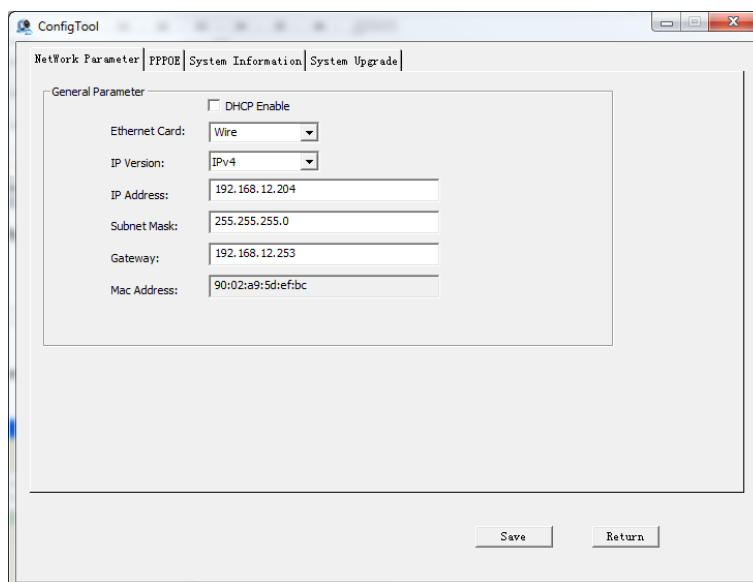 ConfigTool
NetWork Parameter PPPOE System Information System Upgrade
General Parameter
DHCP Enable
Ethernet Card: Wire
IP Version: IPv4
IP Address: 192.168.12.204
Subnet Mask: 255.255.255.0
Gateway: 192.168.12.253
Mac Address: 90:02:a9:5d:ef:bc
Save Return